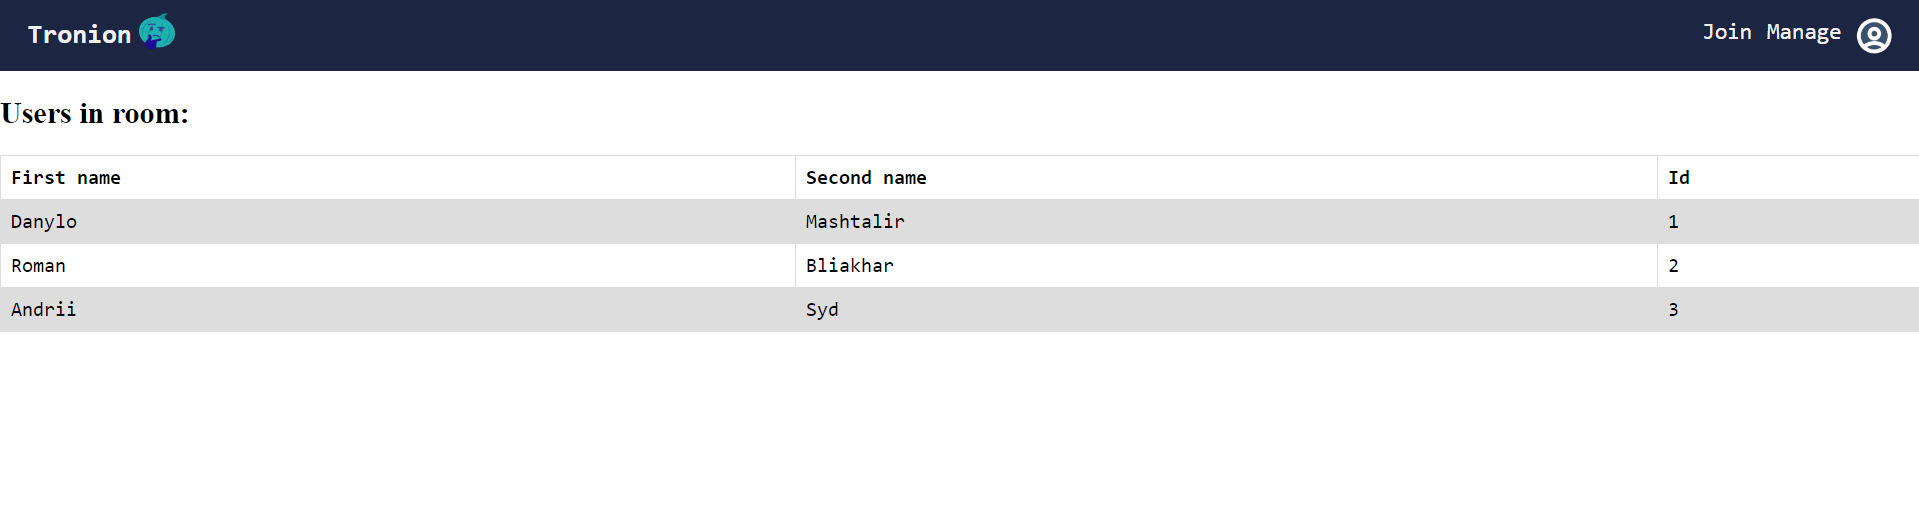 Tronion Join Manage
Users in room:
First name Second name Id
Danylo Mashtalir 1
Roman Bliakhar 2
Andrii Syd 3